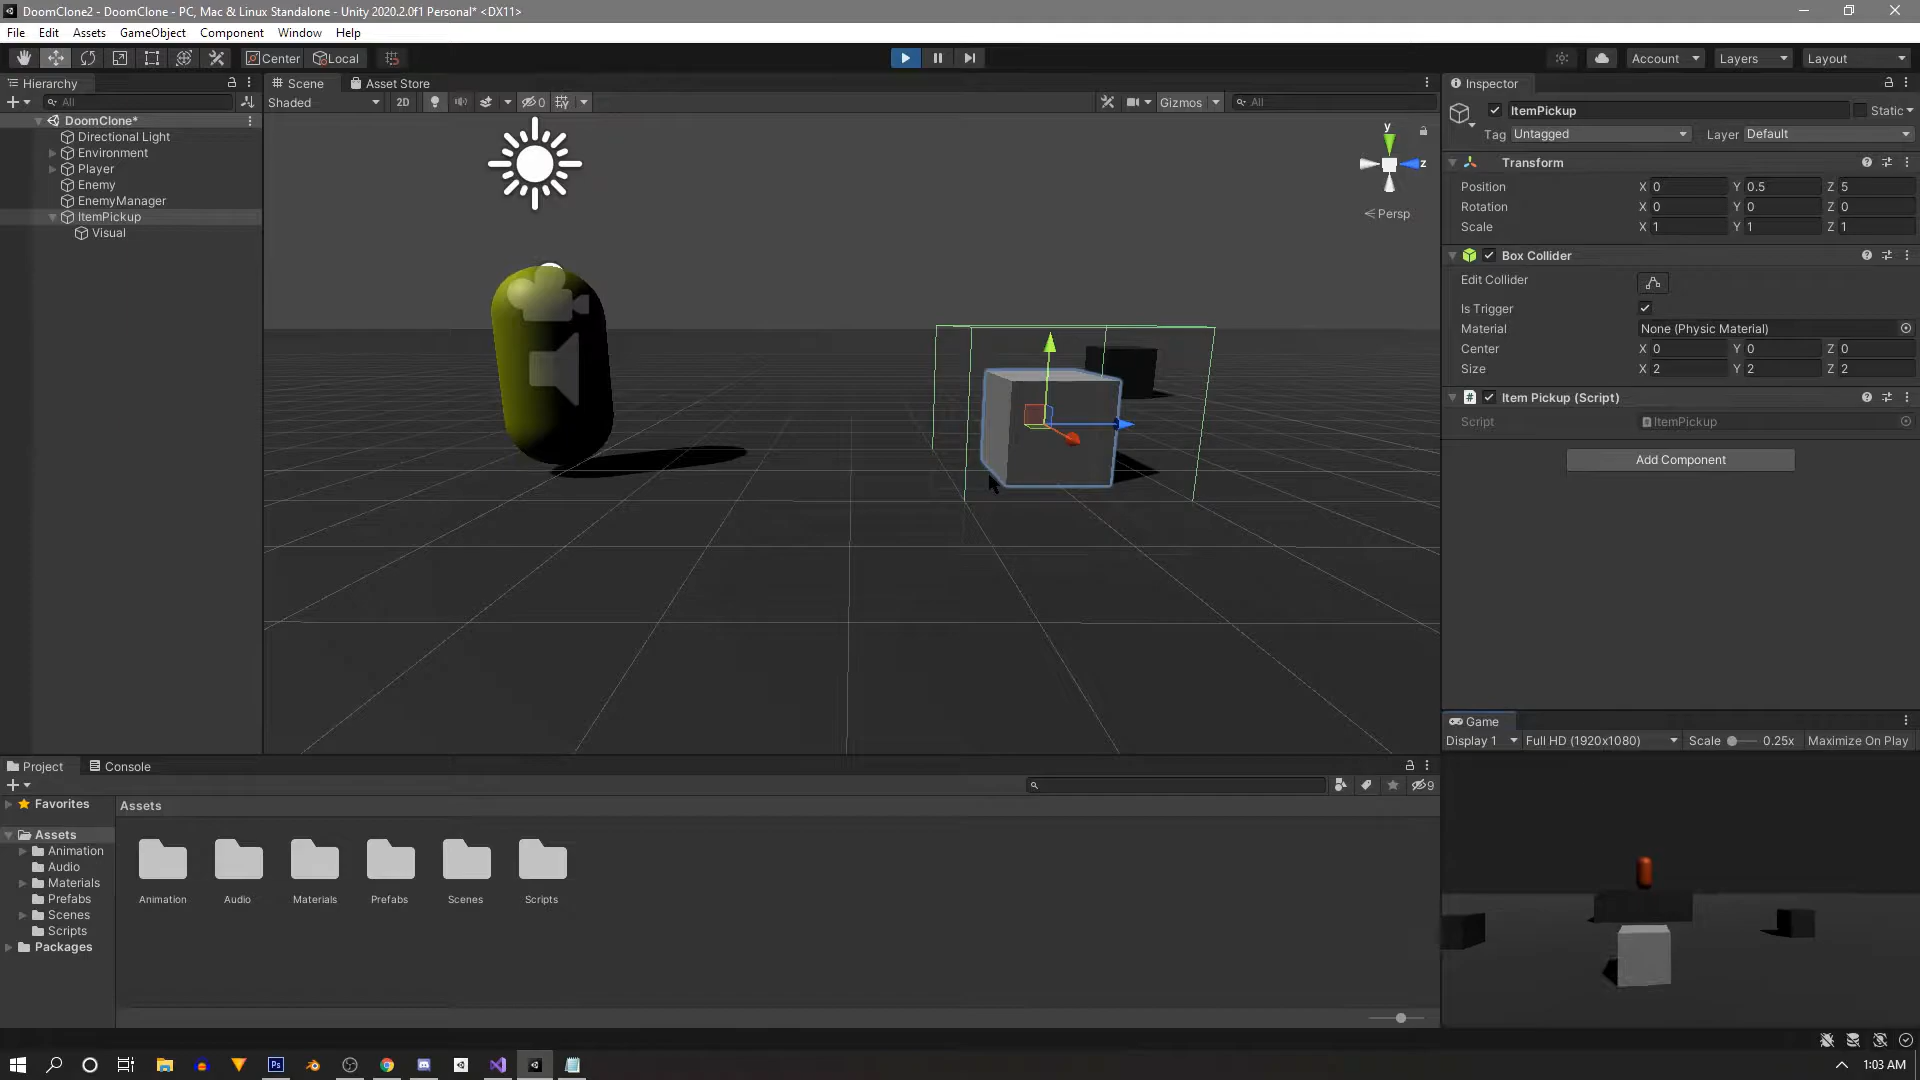 DoomClone2 - DoomClone - PC, Mac & Linux Standalone - Unity 2020.2.0f1 Personal* <DX11>
File Edit Assets GameObject Component Window Help
Center Local
Account Layers Layout
Hierarchy
All
DoomClone*
Directional Light
Environment
Player
Enemy
EnemyManager
ItemPickup
Visual
Scene Asset Store
Shaded 2D 0 Gizmos All
y
z
Persp
Inspector
ItemPickup Static
Tag Untagged Layer Default
Transform
Position X 0 Y 0.5 Z 5
Rotation X 0 Y 0 Z 0
Scale X 1 Y 1 Z 1
Box Collider
Edit Collider
Is Trigger
Material None (Physic Material)
Center X 0 Y 0 Z 0
Size X 2 Y 2 Z 2
# Item Pickup (Script)
Script ItemPickup
Add Component
Game
Display 1 Full HD (1920x1080) Scale 0.25x Maximize On Play
Project Console
9
Favorites
Assets
Animation
Audio
Materials
Prefabs
Scenes
Scripts
Packages
Assets
Animation Audio Materials Prefabs Scenes Scripts
Ps
1:03 AM